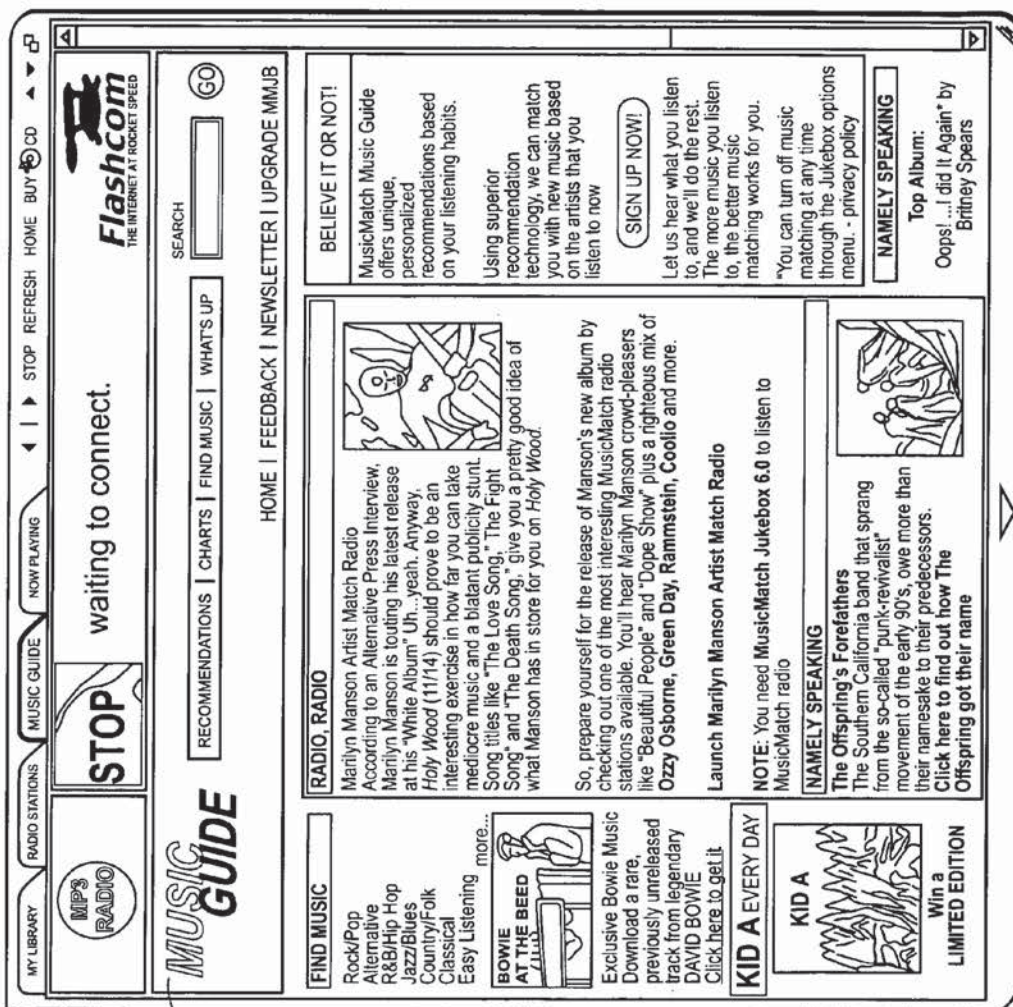 MY LIBRARY
RADIO STATIONS
MUSIC GUIDE
NOW PLAYING
STOP REFRESH HOME BUY CD
MP3
RADIO
STOP
waiting to connect.
Flashcom
THE INTERNET AT ROCKET SPEED
MUSIC
GUIDE
RECOMMENDATIONS | CHARTS | FIND MUSIC | WHAT'S UP
SEARCH
GO
HOME | FEEDBACK | NEWSLETTER | UPGRADE MMJB
FIND MUSIC
Rock/Pop
Alternative
R&B/Hip Hop
Jazz/Blues
Country/Folk
Classical
Easy Listening
more...
BOWIE
AT THE BEED
Exclusive Bowie Music
Download a rare,
previously unreleased
track from legendary
DAVID BOWIE
Click here to get it.
KID A EVERY DAY
KID A
Win a
LIMITED EDITION
RADIO, RADIO
Marilyn Manson Artist Match Radio
According to an Alternative Press Interview,
Marilyn Manson is touting his latest release
at his "White Album" Uh...yeah. Anyway,
Holy Wood (11/14) should prove to be an
interesting exercise in how far you can take
mediocre music and a blatant publicity stunt.
Song titles like "The Love Song," The Fight
Song" and "The Death Song," give you a pretty good idea of
what Manson has in store for you on Holy Wood.
So, prepare yourself for the release of Manson's new album by
checking out one of the most interesting MusicMatch radio
stations available. You'll hear Marilyn Manson crowd-pleasers
like "Beautiful People" and "Dope Show" plus a righteous mix of
Ozzy Osborne, Green Day, Rammstein, Coolio and more.
Launch Marilyn Manson Artist Match Radio
NOTE: You need MusicMatch Jukebox 6.0 to listen to
MusicMatch radio
NAMELY SPEAKING
The Offspring's Forefathers
The Southern California band that sprang
from the so-called "punk-revivalist"
movement of the early 90's, owe more than
their namesake to their predecessors.
Click here to find out how The
Offspring got their name
BELIEVE IT OR NOT!
MusicMatch Music Guide
offers unique,
personalized
recommendations based
on your listening habits.
Using superior
recommendation
technology, we can match
you with new music based
on the artists that you
listen to now
SIGN UP NOW!
Let us hear what you listen
to, and we'll do the rest.
The more music you listen
to, the better music
matching works for you.
"You can turn off music
matching at any time
through the Jukebox options
menu. - privacy policy
NAMELY SPEAKING
Top Album:
Oops! ...I did It Again" by
Britney Spears